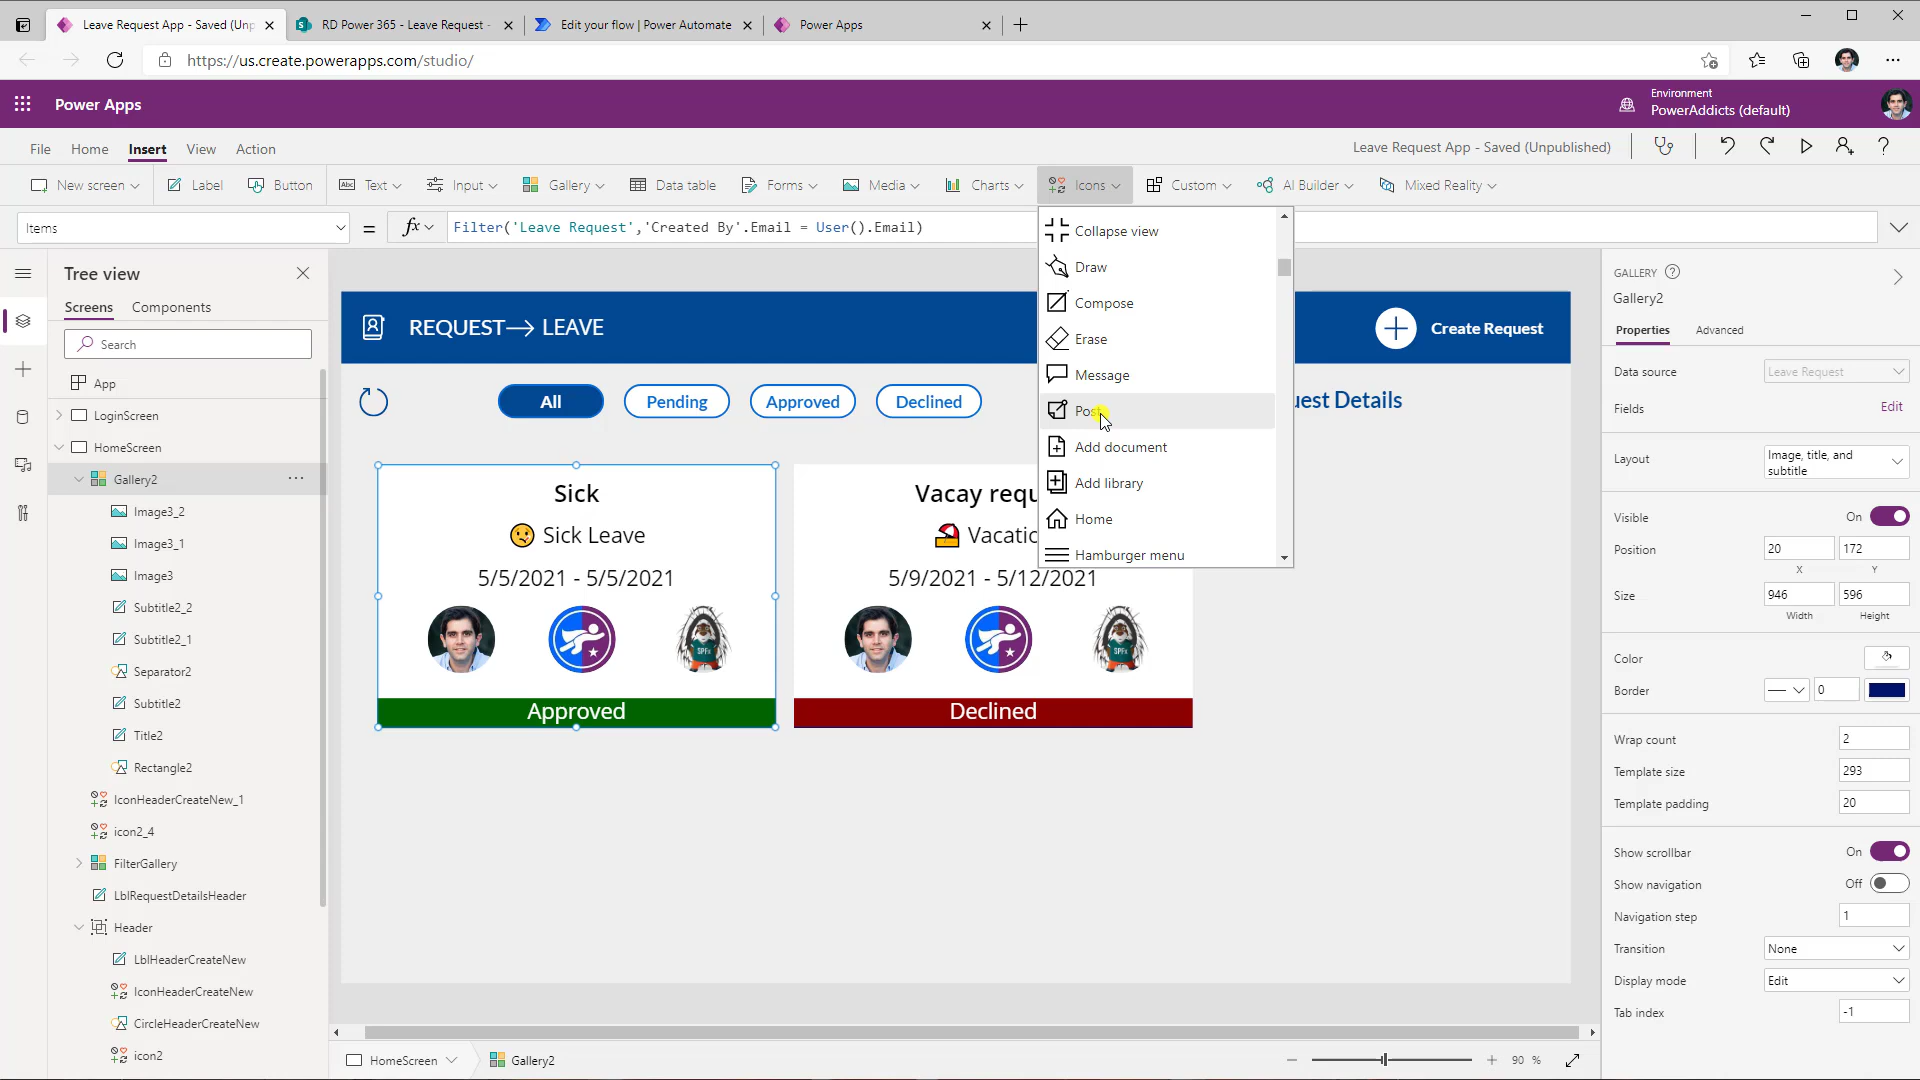 Leave Request App - Saved (Unp
RD Power 365 - Leave Request -
Edit your flow | Power Automate
Power Apps
https://us.create.powerapps.com/studio/
Power Apps
Environment
PowerAddicts (default)
File Home Insert View Action
Leave Request App - Saved (Unpublished)
New screen Label Button Text Input Gallery Data table Forms Media Charts Icons Custom AI Builder Mixed Reality
Items = fx Filter('Leave Request','Created By'.Email = User().Email)
Tree view
Screens Components
Search
App
LoginScreen
HomeScreen
Gallery2
Image3_2
Image3_1
Image3
Subtitle2_2
Subtitle2_1
Separator2
Subtitle2
Title2
Rectangle2
IconHeaderCreateNew_1
icon2_4
FilterGallery
LblRequestDetailsHeader
Header
LblHeaderCreateNew
IconHeaderCreateNew
CircleHeaderCreateNew
icon2
REQUEST LEAVE
Create Request
All Pending Approved Declined
uest Details
Sick
Sick Leave
5/5/2021 - 5/5/2021
SPFx
Approved
Vacay requ
Vacatio
5/9/2021 - 5/12/2021
SPFx
Declined
Collapse view
Draw
Compose
Erase
Message
Post
Add document
Add library
Home
Hamburger menu
GALLERY
Gallery2
Properties Advanced
Data source Leave Request
Fields Edit
Layout Image, title, and subtitle
Visible On
Position 20 172
X Y
Size 946 596
Width Height
Color
Border 0
Wrap count 2
Template size 293
Template padding 20
Show scrollbar On
Show navigation Off
Navigation step 1
Transition None
Display mode Edit
Tab index -1
HomeScreen Gallery2
90 %